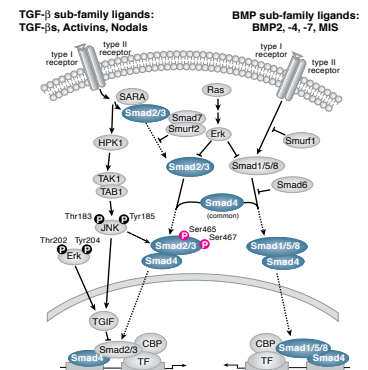 TGF-β sub-family ligands:
TGF-βs, Activins, Nodals
BMP sub-family ligands:
BMP2, -4, -7, MIS
type I
receptor
type II
receptor
type I
receptor
type II
receptor
SARA
Smad2/3
Smad7
Smurf2
Ras
Erk
HPK1
Smad2/3
Smad1/5/8
Smurf1
TAK1
TAB1
Smad6
Smad4
(common)
Thr183 P P Tyr185
JNK
Ser465
P
Smad2/3
P Ser467
Smad4
Smad1/5/8
Smad4
Thr202 Tyr204
P P
Erk
TGIF
Smad4
Smad2/3
CBP
TF
CBP
TF
Smad1/5/8
Smad4